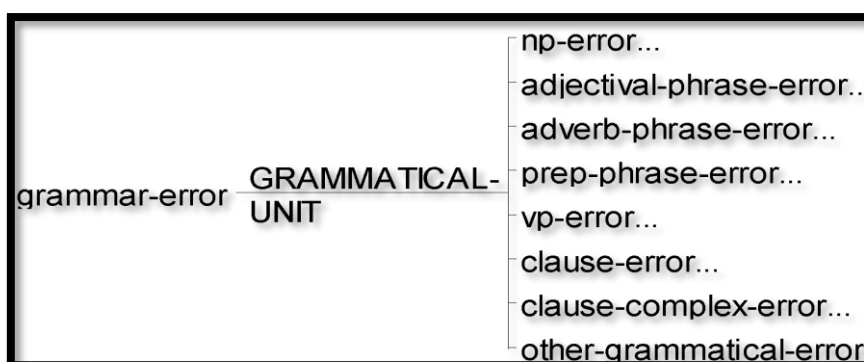 np-error...
adjectival-phrase-error..
adverb-phrase-error...
grammar-error
GRAMMATICAL-
UNIT
prep-phrase-error...
vp-error...
clause-error...
clause-complex-error...
other-grammatical-error